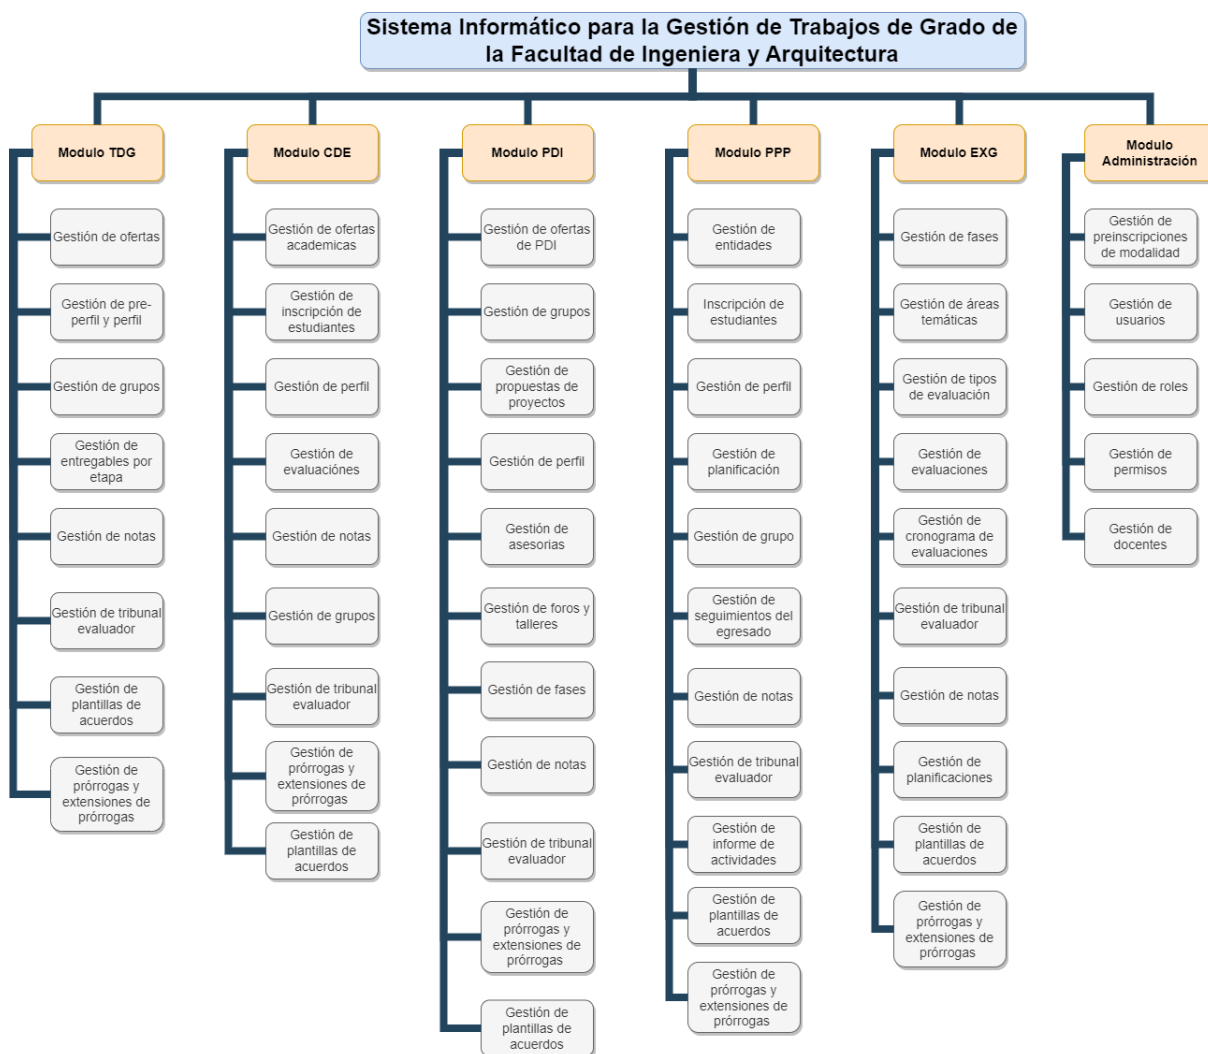 Sistema Informático para la Gestión de Trabajos de Grado de
la Facultad de Ingeniera y Arquitectura
Modulo TDG
Gestión de ofertas
Gestión de pre-
perfil y perfil
Gestión de grupos
Gestión de
entregables por
etapa
Gestión de notas
Gestión de tribunal
evaluador
Gestión de
plantillas de
acuerdos
Gestión de
prórrogas y
extensiones de
prórrogas
Modulo CDE
Gestión de ofertas
academicas
Gestión de
inscripción de
estudiantes
Gestión de perfil
Gestión de
evaluaciónes
Gestión de notas
Gestión de grupos
Gestión de tribunal
evaluador
Gestión de
prórrogas y
extensiones de
prórrogas
Gestión de
plantillas de
acuerdos
Modulo PDI
Gestión de ofertas
de PDI
Gestión de grupos
Gestión de
propuestas de
proyectos
Gestión de perfil
Gestión de
asesorias
Gestión de foros y
talleres
Gestión de fases
Gestión de notas
Gestión de tribunal
evaluador
Gestión de
prórrogas y
extensiones de
prórrogas
Gestión de
plantillas de
acuerdos
Modulo PPP
Gestión de
entidades
Inscripción de
estudiantes
Gestión de perfil
Gestión de
planificación
Gestión de grupo
Gestión de
seguimientos del
egresado
Gestión de notas
Gestión de tribunal
evaluador
Gestión de
informe de
actividades
Gestión de
plantillas de
acuerdos
Gestión de
prórrogas y
extensiones de
prórrogas
Modulo EXG
Gestión de fases
Gestión de áreas
temáticas
Gestión de tipos
de evaluación
Gestión de
evaluaciones
Gestión de
cronograma de
evaluaciones
Gestión de tribunal
evaluador
Gestión de notas
Gestión de
planificaciones
Gestión de
plantillas de
acuerdos
Gestión de
prórrogas y
extensiones de
prórrogas
Modulo
Administración
Gestión de
preinscripciones
de modalidad
Gestión de
usuarios
Gestión de roles
Gestión de
permisos
Gestión de
docentes